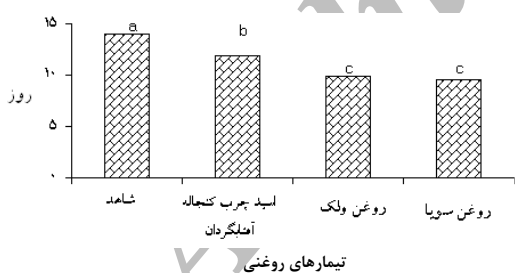 ۱۵
۱۰
۵
۰
روز
a
b
c
c
شاهد
اسید چرب کنجاله
آفتابگردان
روغن ولک
روغن سویا
تیمارهای روغنی